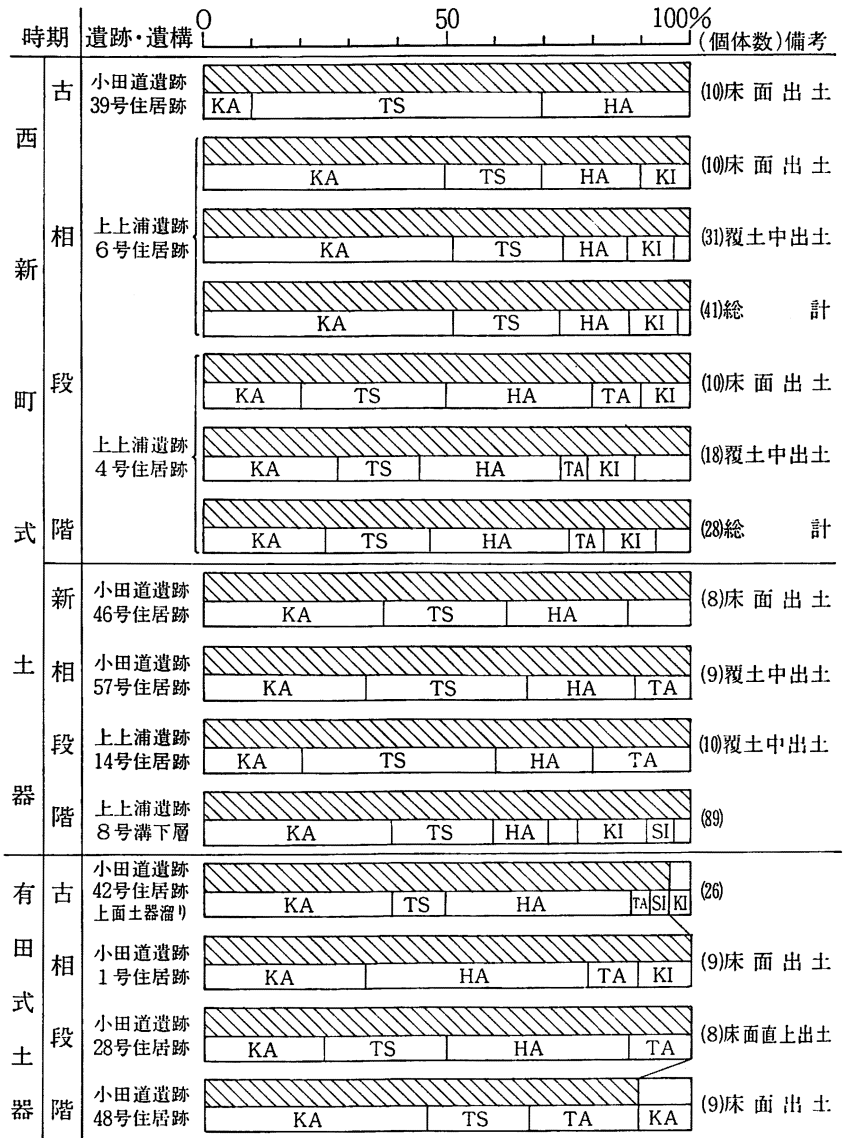 0 50 100%
時期 遺跡・遺構 (個体数)備考
西新町式土器
古相段階
小田道遺跡
39号住居跡
KA TS HA
(10)床面出土
上上浦遺跡
6号住居跡
KA TS HA KI
(10)床面出土
KA TS HA KI
(31)覆土中出土
KA TS HA KI
(41)総計
上上浦遺跡
4号住居跡
KA TS HA TA KI
(10)床面出土
KA TS HA TA KI
(18)覆土中出土
KA TS HA TA KI
(28)総計
新相段階
小田道遺跡
46号住居跡
KA TS HA
(8)床面出土
小田道遺跡
57号住居跡
KA TS HA TA
(9)覆土中出土
上上浦遺跡
14号住居跡
KA TS HA TA
(10)覆土中出土
上上浦遺跡
8号溝下層
KA TS HA KI SI
(89)
有田式土器
古相段階
小田道遺跡
42号住居跡
上面土器溜り
KA TS HA TA SI KI
(26)
小田道遺跡
1号住居跡
KA HA TA KI
(9)床面出土
小田道遺跡
28号住居跡
KA TS HA TA
(8)床面直上出土
小田道遺跡
48号住居跡
KA TS TA KA
(9)床面出土